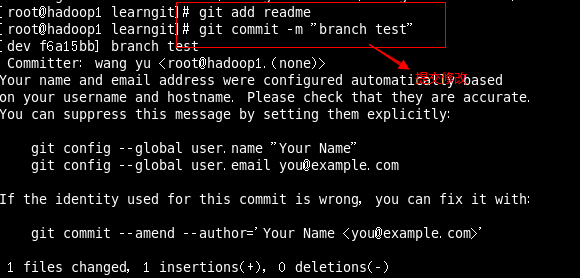 [root@hadoop1 learngit]# git add readme
[root@hadoop1 learngit]# git commit -m "branch test"
[dev f6a15bb] branch test
Committer: wang yu <root@hadoop1.(none)>
提交修改
Your name and email address were configured automatically based
on your username and hostname. Please check that they are accurate.
You can suppress this message by setting them explicitly:
git config --global user.name "Your Name"
git config --global user.email you@example.com
If the identity used for this commit is wrong, you can fix it with:
git commit --amend --author='Your Name <you@example.com>'
1 files changed, 1 insertions(+), 0 deletions(-)